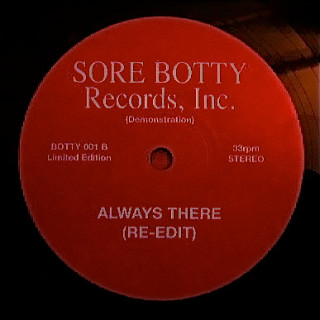 SORE BOTTY
Records, Inc.
(Demonstration)
BOTTY 001 B
Limited Edition
33rpm
STEREO
ALWAYS THERE
(RE-EDIT)